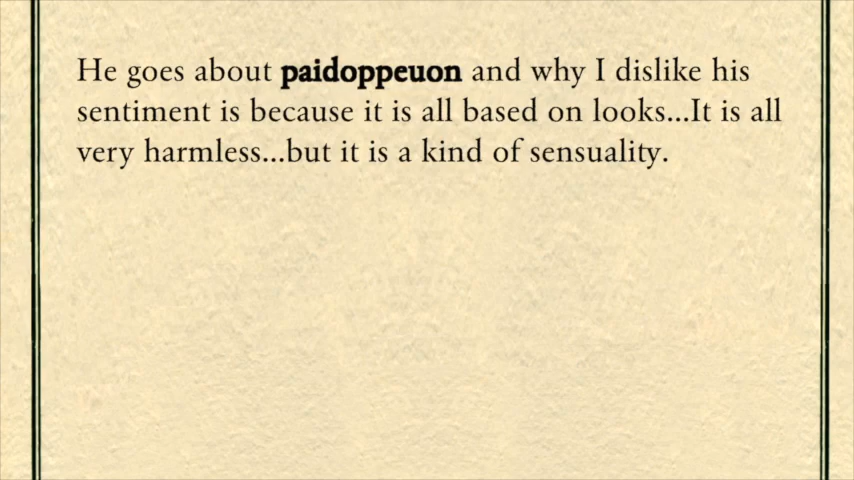 He goes about paidoppeuon and why I dislike his
sentiment is because it is all based on looks...It is all
very harmless...but it is a kind of sensuality.